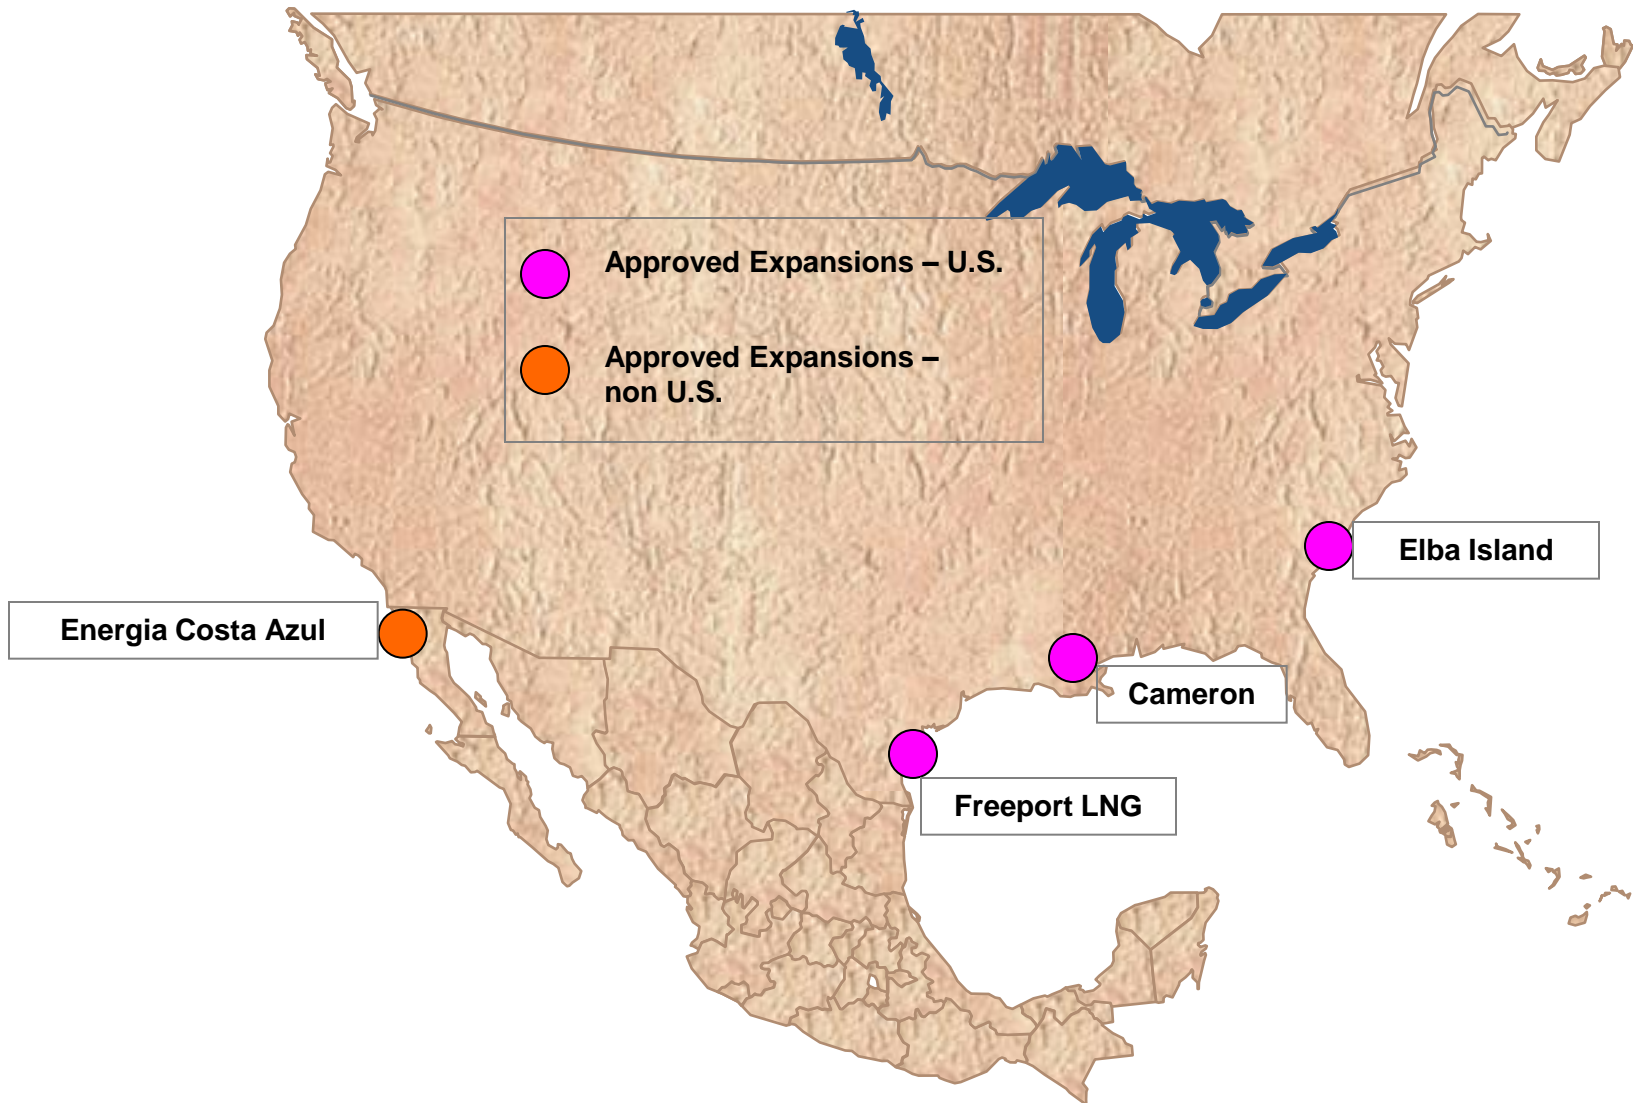 Approved Expansions – U.S.
Approved Expansions –
non U.S.
Elba Island
Energia Costa Azul
Cameron
Freeport LNG